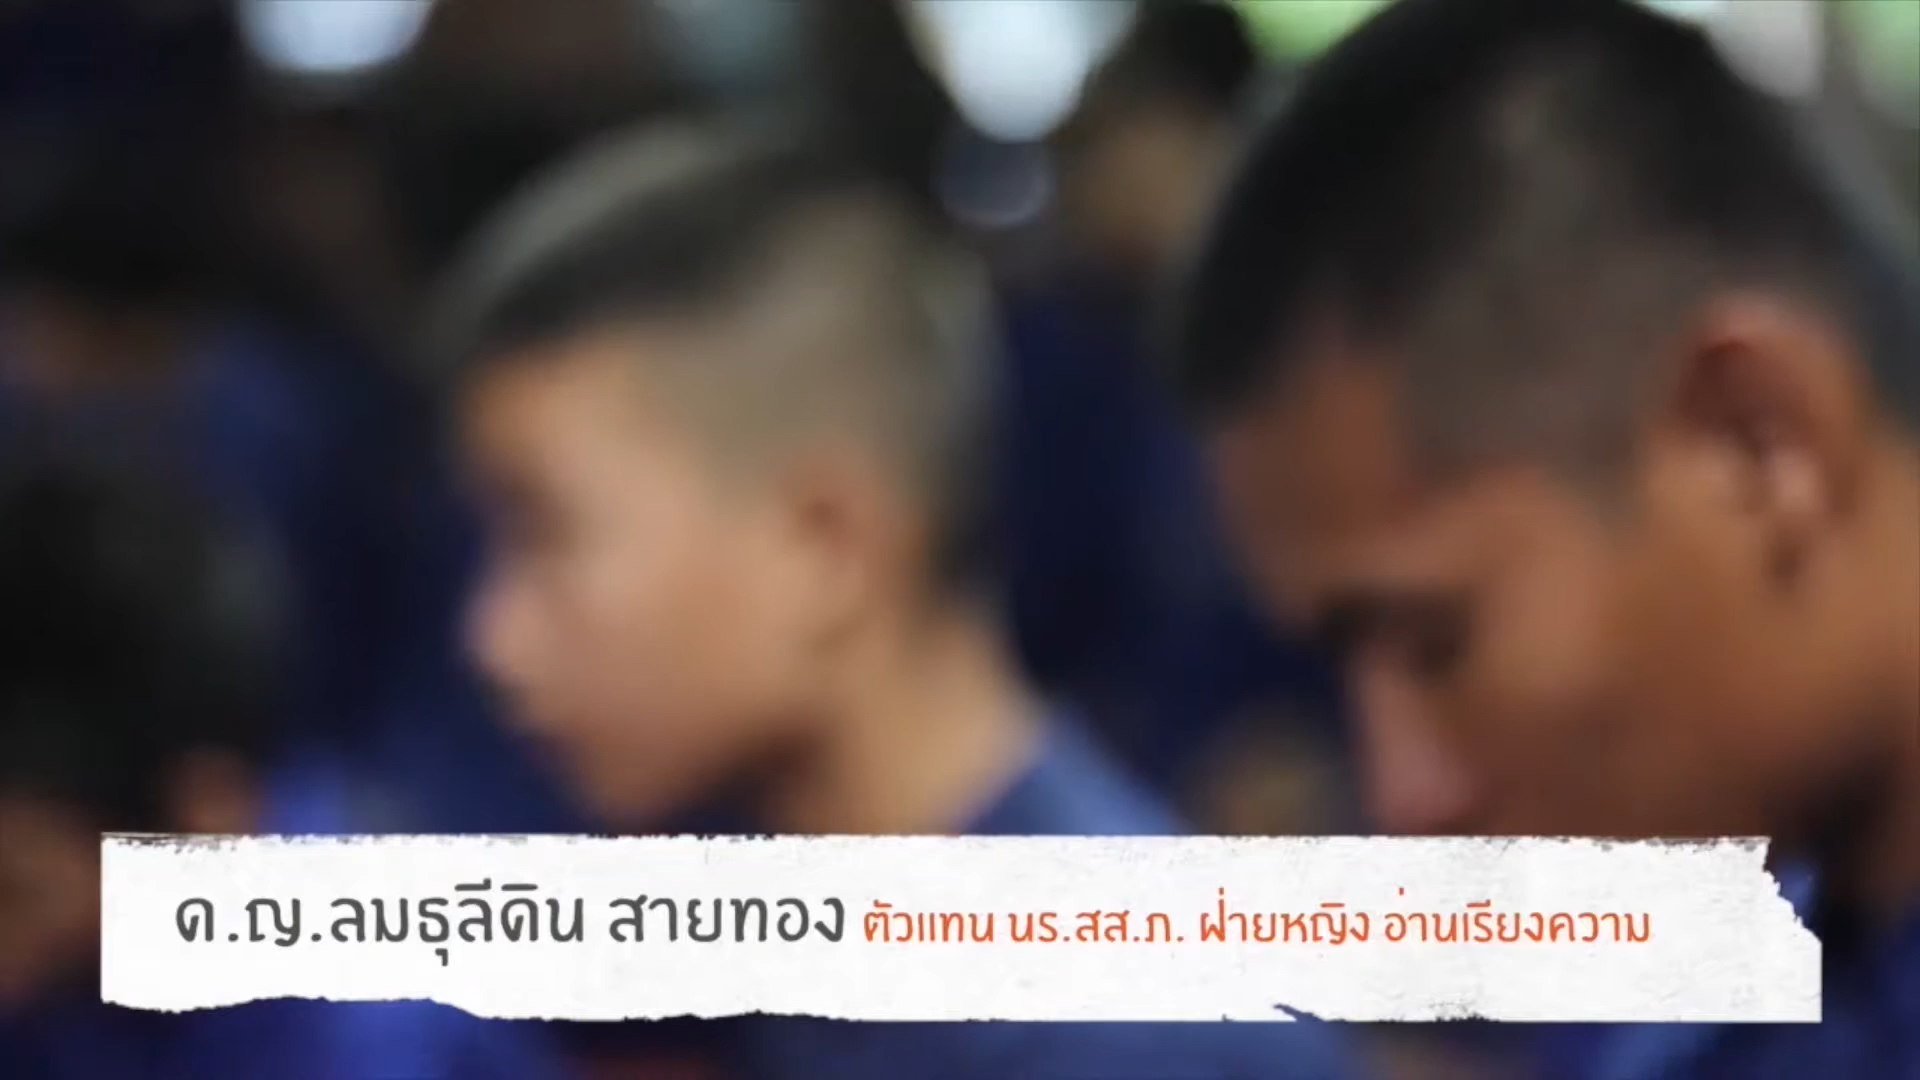 ด.ญ.ลมธุลีดิน สายทอง ตัวแทน นร.สส.ภ. ฝ่ายหญิง อ่านเรียงความ